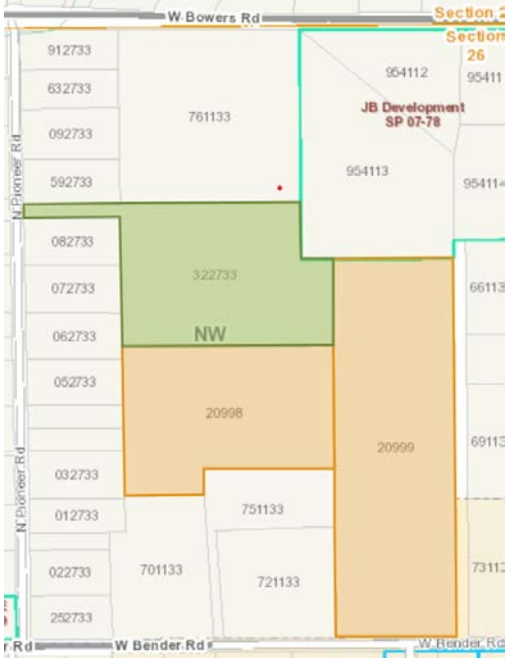 W Bowers Rd
Section 2
Section
26
912733
632733
092733
592733
761133
954112
95411
JB Development
SP 07-78
954113
95411
N Pioneer Rd
082733
072733
062733
052733
322733
NW
66113
20998
20999
69113
N Pioneer Rd
032733
012733
022733
252733
751133
701133
721133
73113
r Rd
W Bender Rd
W Bender Rd